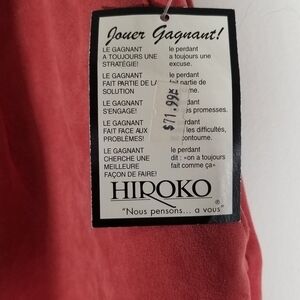 Jouer Gagnant!
LE GAGNANT
A TOUJOURS UNE
STRATÉGIE!
le perdant
a toujours une
excuse.
LE GAGNANT
FAIT PARTIE DE LA
SOLUTION
le perdant
fait partie de
LE GAGNANT
S'ENGAGE!
promesses.
LE GAGNANT
FAIT FACE AUX
PROBLÈMES!
le perdant
les difficultés,
contourne.
LE GAGNANT
CHERCHE UNE
MEILLEURE
FAÇON DE FAIRE!
le perdant
dit : «on a toujours
fait comme ça»
$71.99
HIROKO ®
"Nous pensons... a vous"